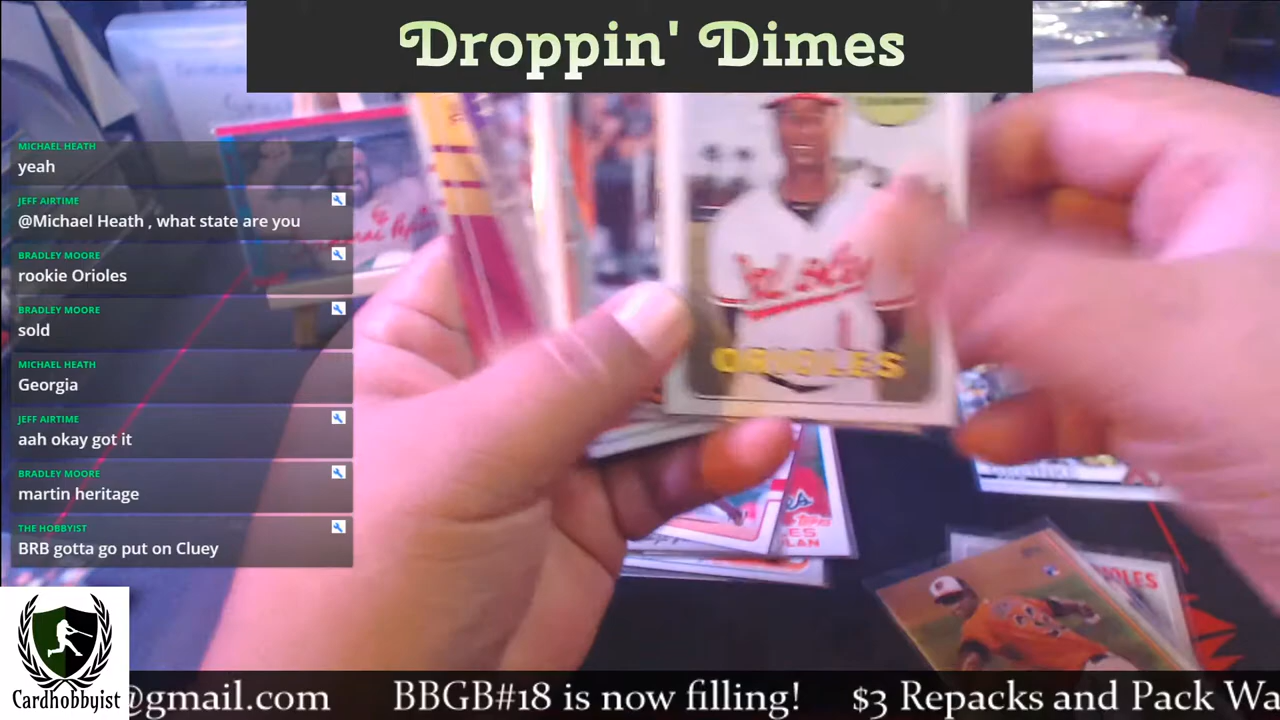 Droppin' Dimes
MICHAEL HEATH
yeah
JEFF AIRTIME
@Michael Heath , what state are you
BRADLEY MOORE
rookie Orioles
BRADLEY MOORE
sold
MICHAEL HEATH
Georgia
JEFF AIRTIME
aah okay got it
BRADLEY MOORE
martin heritage
THE HOBBYIST
BRB gotta go put on Cluey
ORIOLES
Cardhobbyist
@gmail.com BBGB#18 is now filling! $3 Repacks and Pack Wa